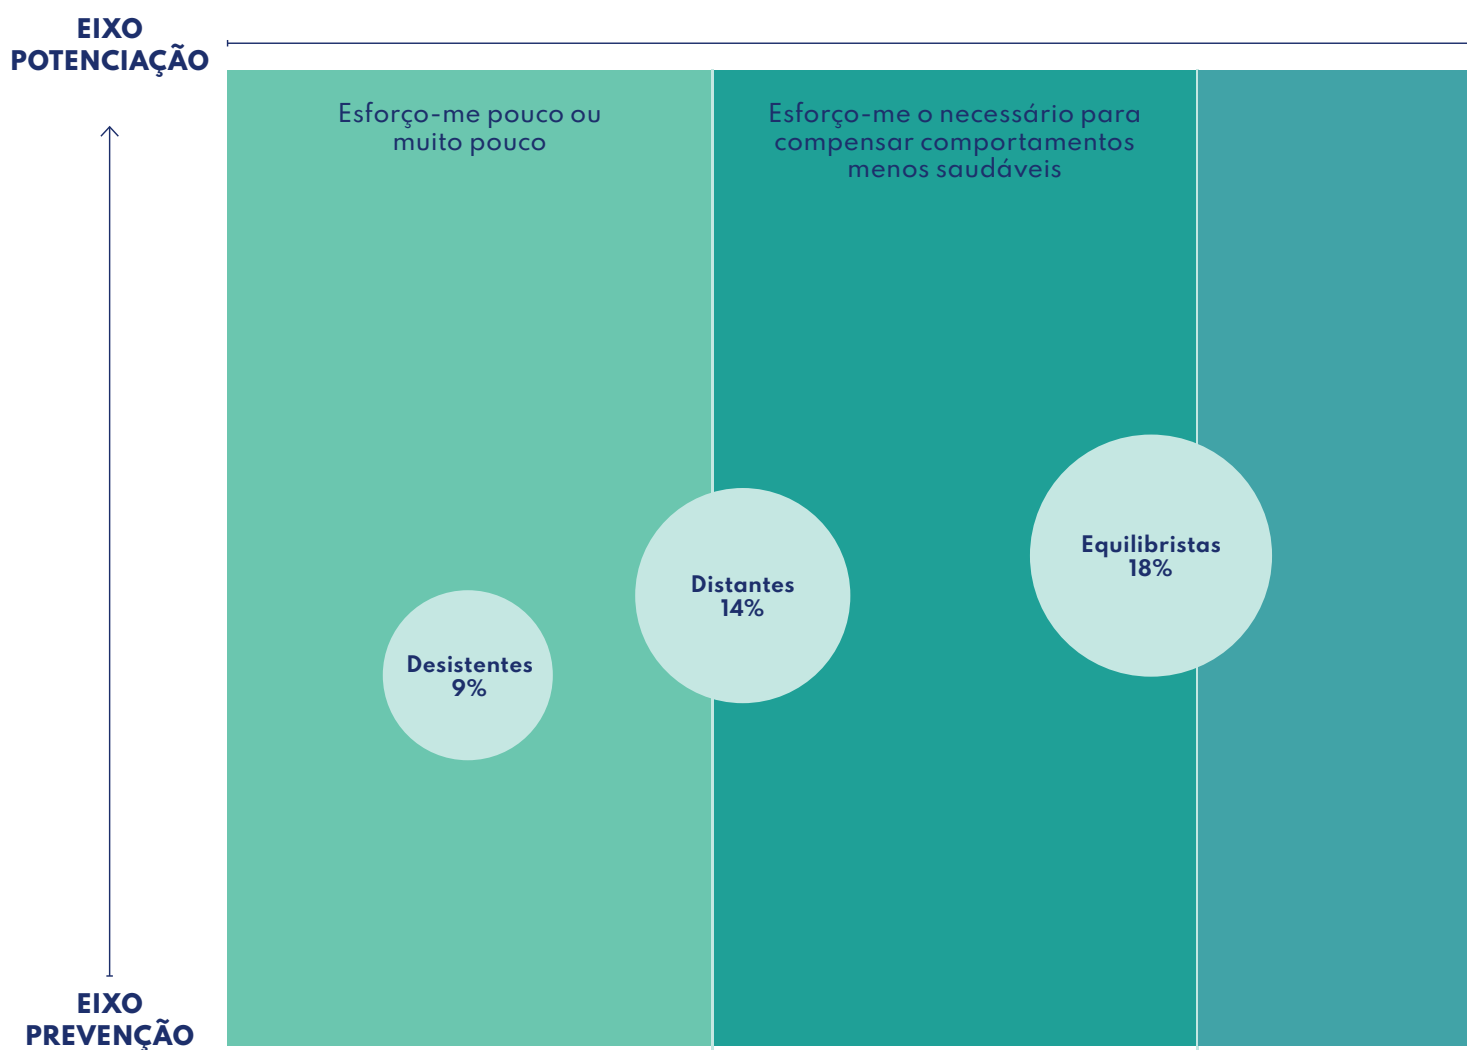 EIXO
POTENCIAÇÃO
Esforço-me pouco ou
muito pouco
Esforço-me o necessário para
compensar comportamentos
menos saudáveis
Equilibristas
18%
Distantes
14%
Desistentes
9%
EIXO
PREVENÇÃO